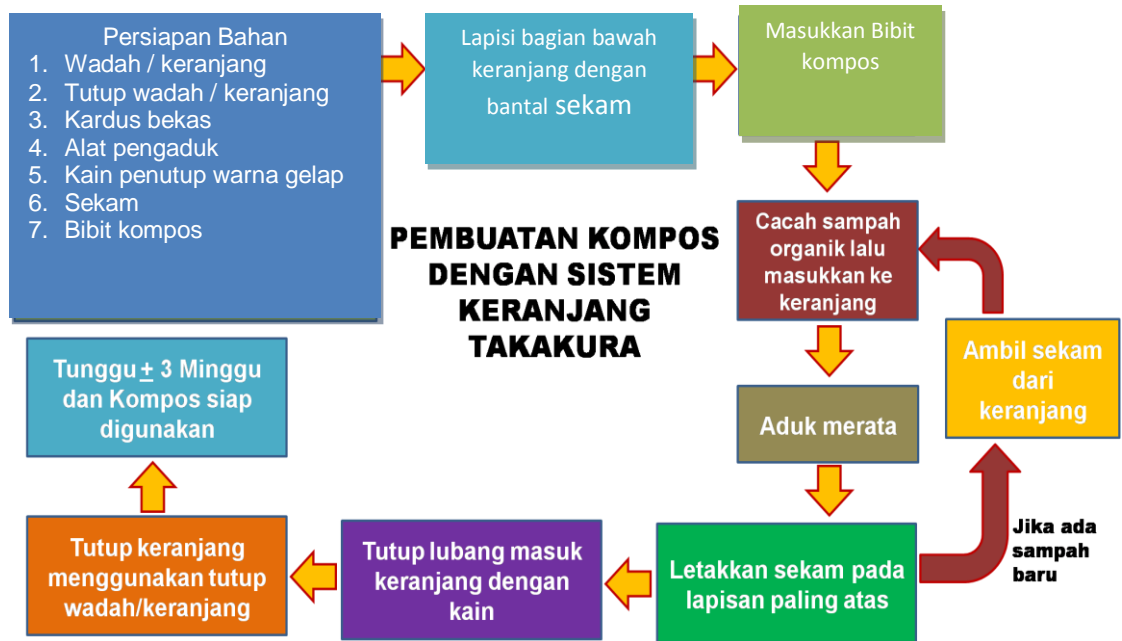 Persiapan Bahan
1. Wadah / keranjang
2. Tutup wadah / keranjang
3. Kardus bekas
4. Alat pengaduk
5. Kain penutup warna gelap
6. Sekam
7. Bibit kompos
Lapisi bagian bawah
keranjang dengan
bantal sekam
Masukkan Bibit
kompos
PEMBUATAN KOMPOS
DENGAN SISTEM
KERANJANG
TAKAKURA
Cacah sampah
organik lalu
masukkan ke
keranjang
Aduk merata
Letakkan sekam pada
lapisan paling atas
Jika ada
sampah
baru
Ambil sekam
dari
keranjang
Tutup lubang masuk
keranjang dengan
kain
Tutup keranjang
menggunakan tutup
wadah/keranjang
Tunggu ± 3 Minggu
dan Kompos siap
digunakan